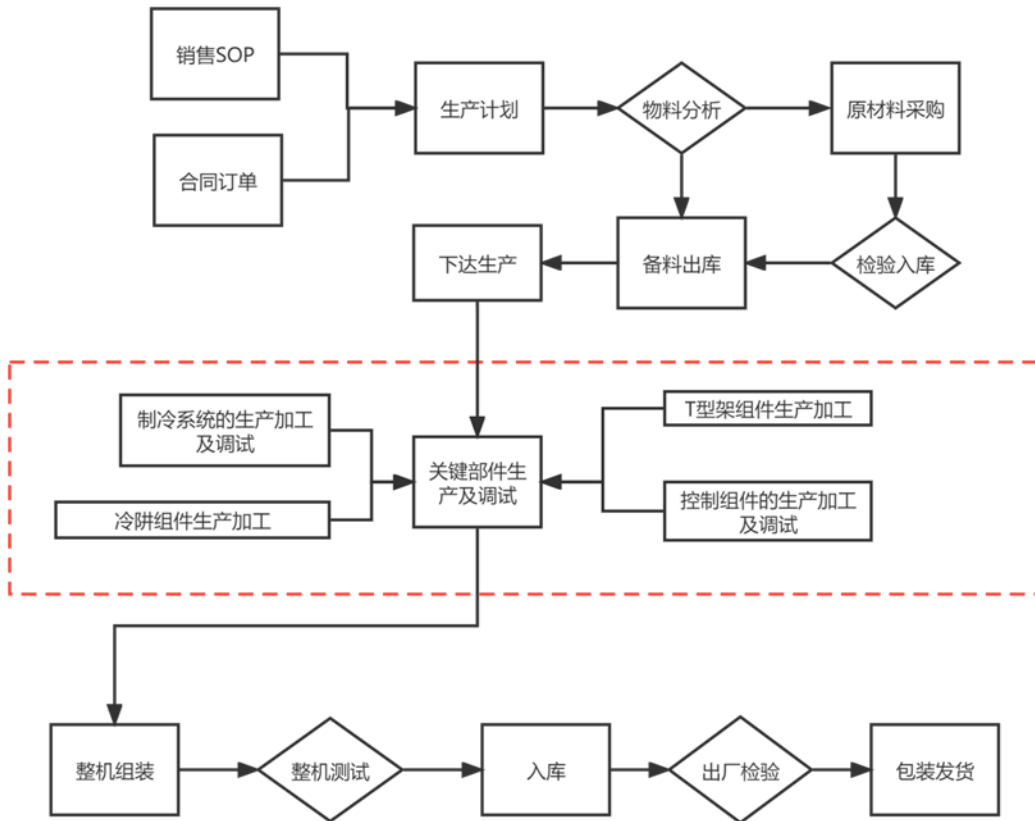 销售SOP
合同订单
生产计划
物料分析
原材料采购
下达生产
备料出库
检验入库
制冷系统的生产加工
及调试
冷阱组件生产加工
关键部件生
产及调试
T型架组件生产加工
控制组件的生产加工
及调试
整机组装
整机测试
入库
出厂检验
包装发货